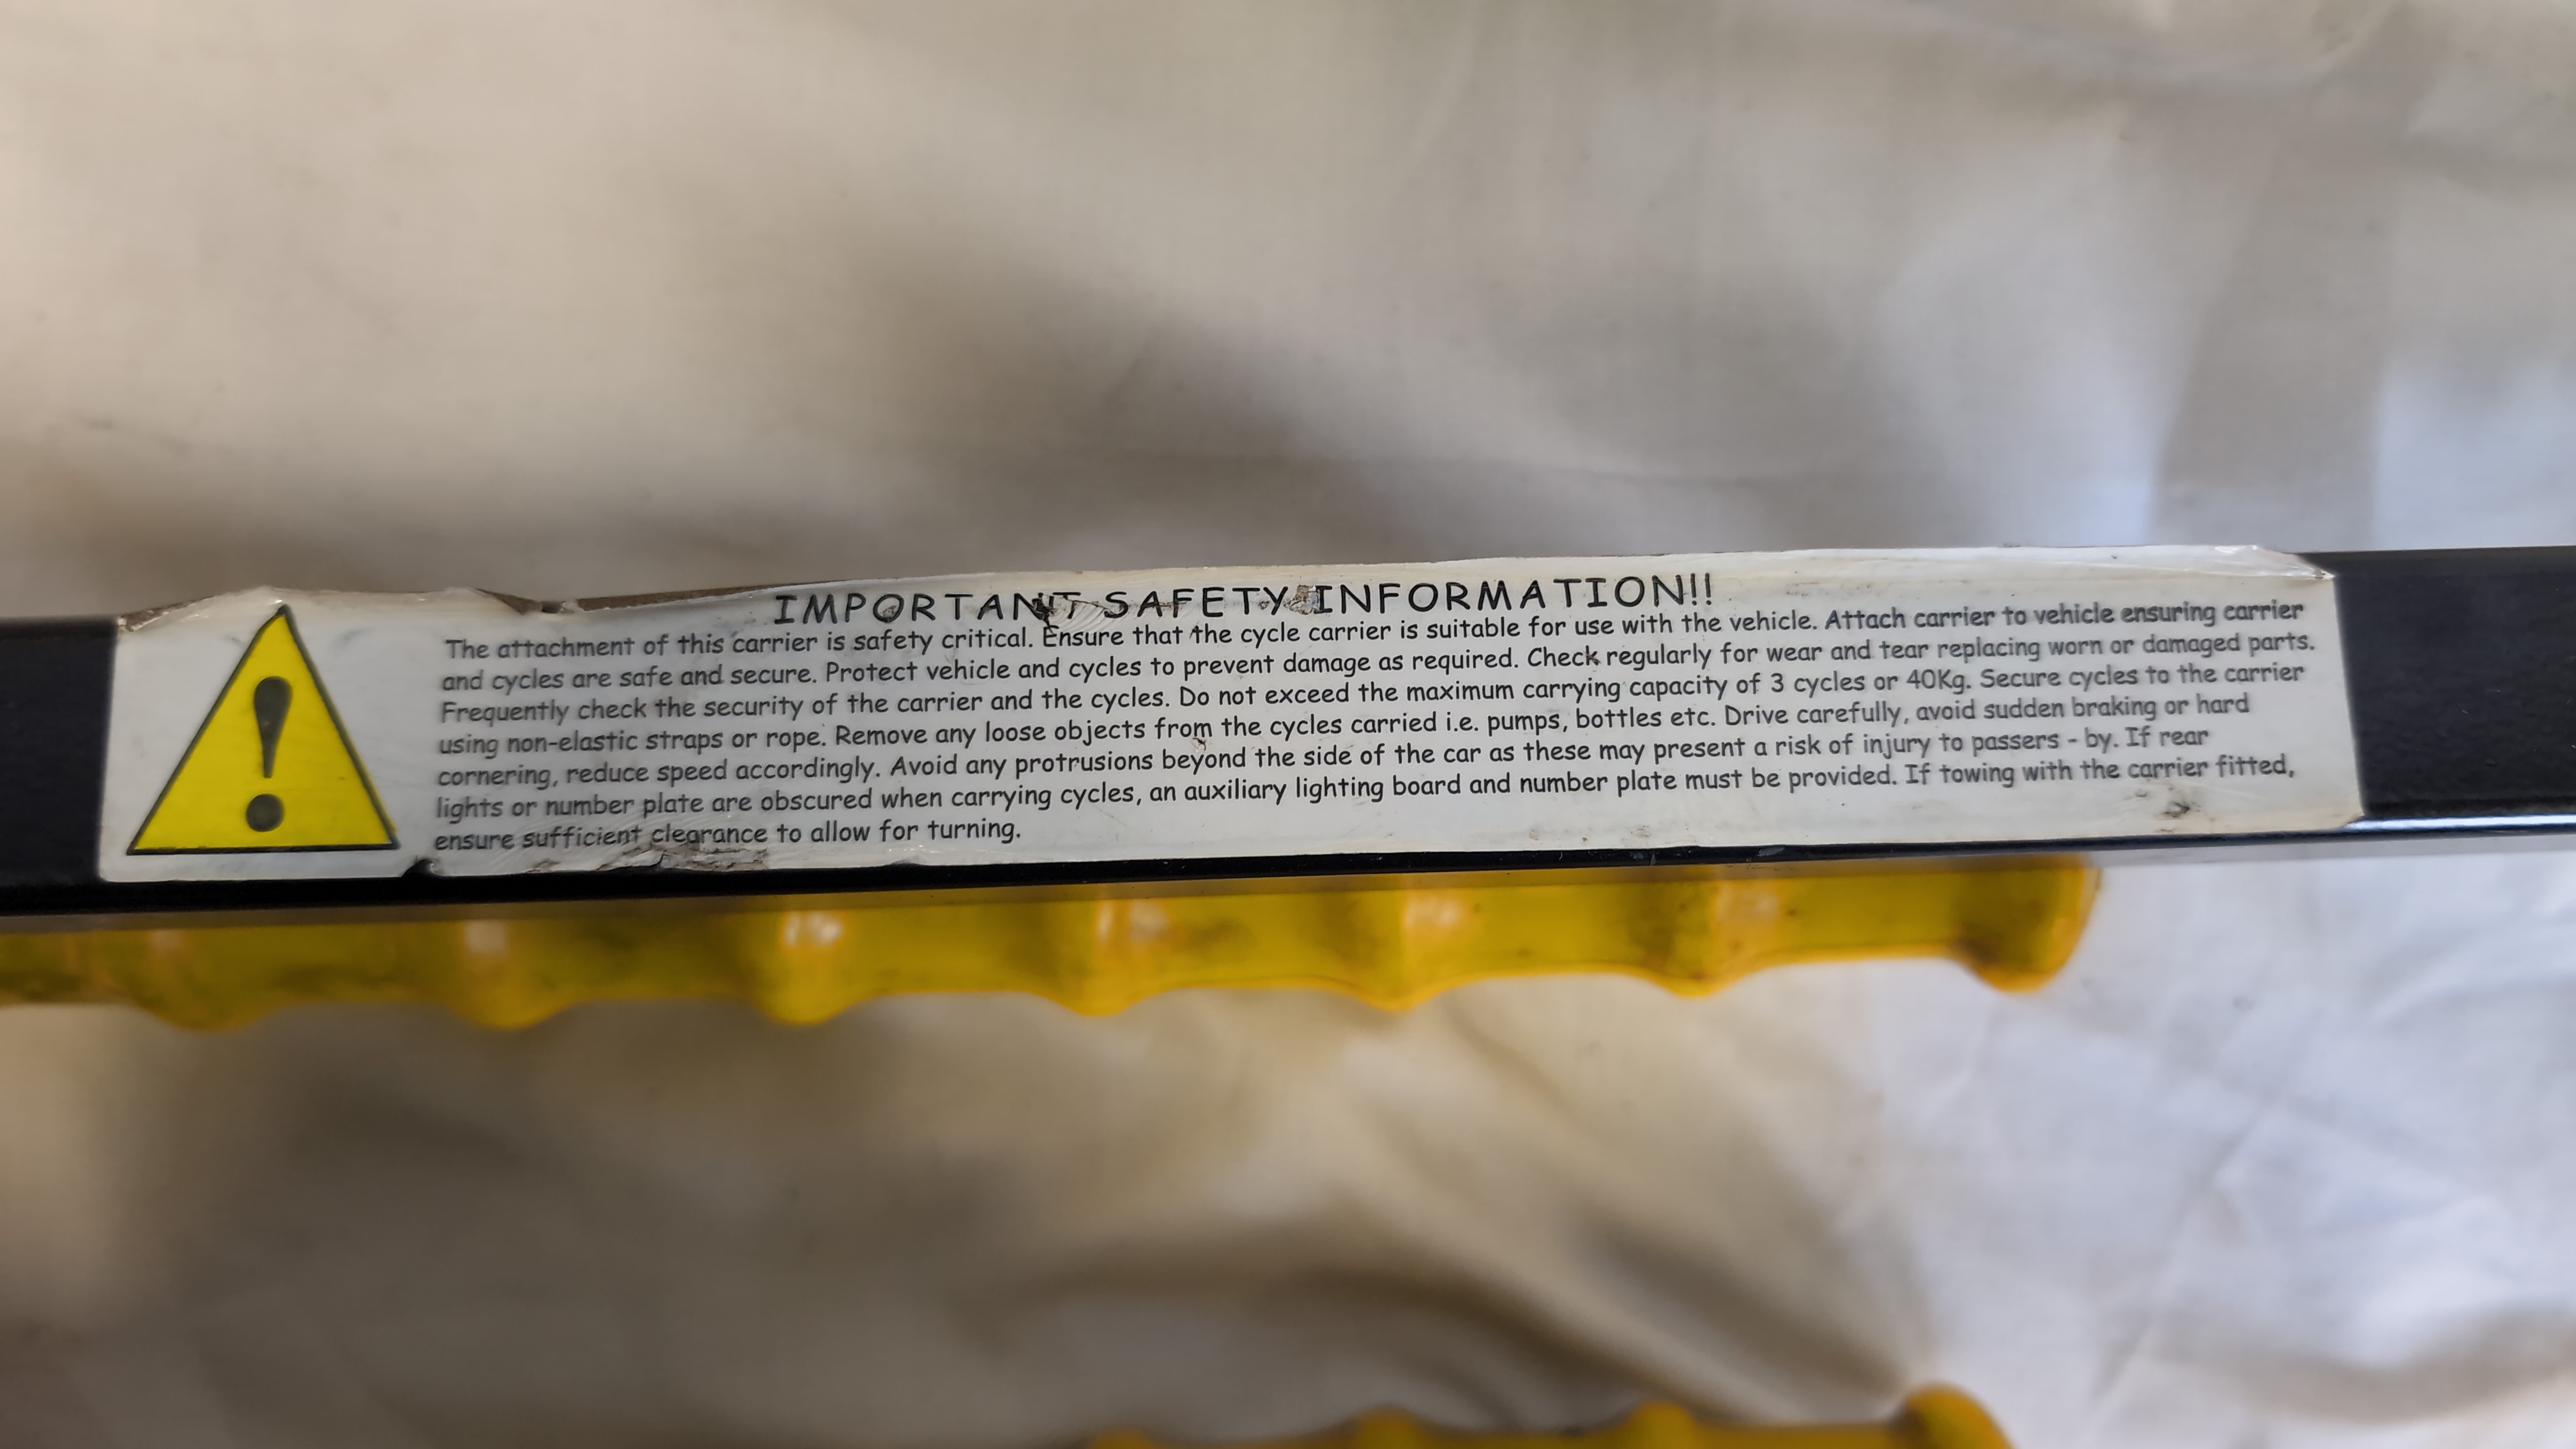 IMPORTANT SAFETY INFORMATION!!
The attachment of this carrier is safety critical. Ensure that the cycle carrier is suitable for use with the vehicle. Attach carrier to vehicle ensuring carrier
and cycles are safe and secure. Protect vehicle and cycles to prevent damage as required. Check regularly for wear and tear replacing worn or damaged parts.
Frequently check the security of the carrier and the cycles. Do not exceed the maximum carrying capacity of 3 cycles or 40Kg. Secure cycles to the carrier
using non-elastic straps or rope. Remove any loose objects from the cycles carried i.e. pumps, bottles etc. Drive carefully, avoid sudden braking or hard
cornering, reduce speed accordingly. Avoid any protrusions beyond the side of the car as these may present a risk of injury to passers - by. If rear
lights or number plate are obscured when carrying cycles, an auxiliary lighting board and number plate must be provided. If towing with the carrier fitted,
ensure sufficient clearance to allow for turning.